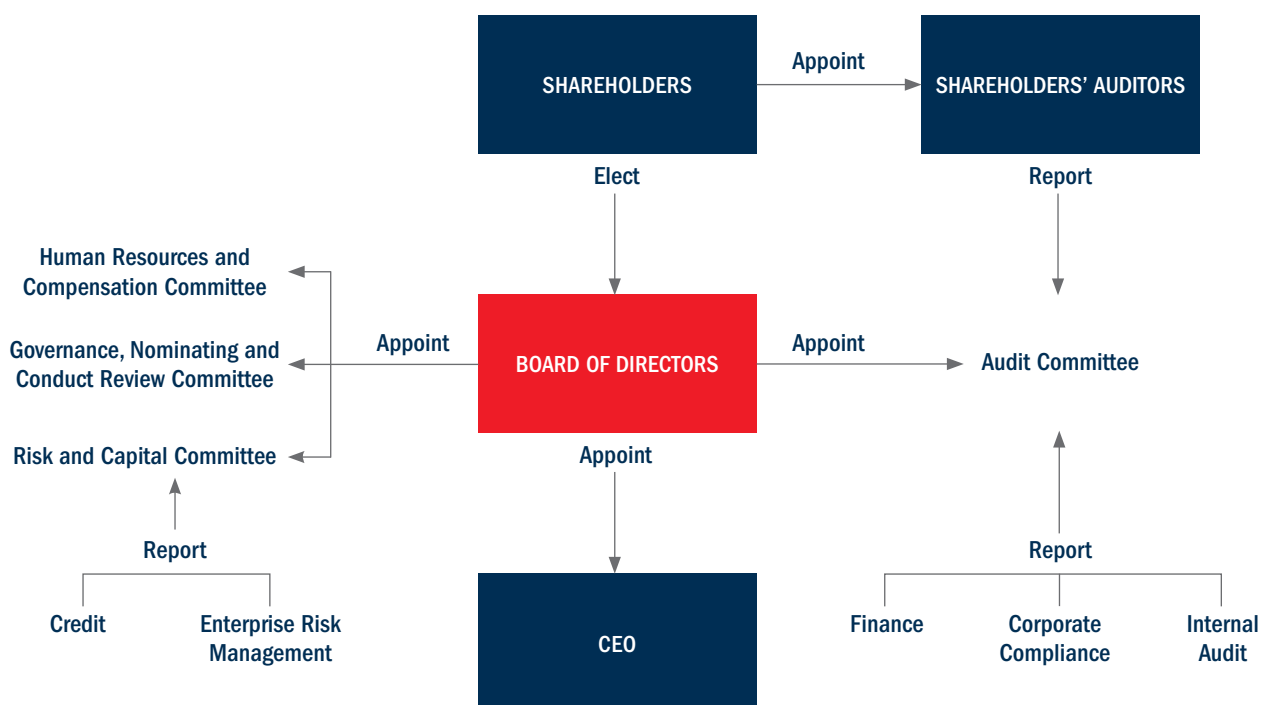 SHAREHOLDERS
Appoint
SHAREHOLDERS’ AUDITORS
Elect
Report
Human Resources and
Compensation Committee
Governance, Nominating and
Conduct Review Committee
Risk and Capital Committee
Appoint
BOARD OF DIRECTORS
Appoint
Audit Committee
Appoint
Report
Credit
Enterprise Risk
Management
CEO
Report
Finance
Corporate
Compliance
Internal
Audit